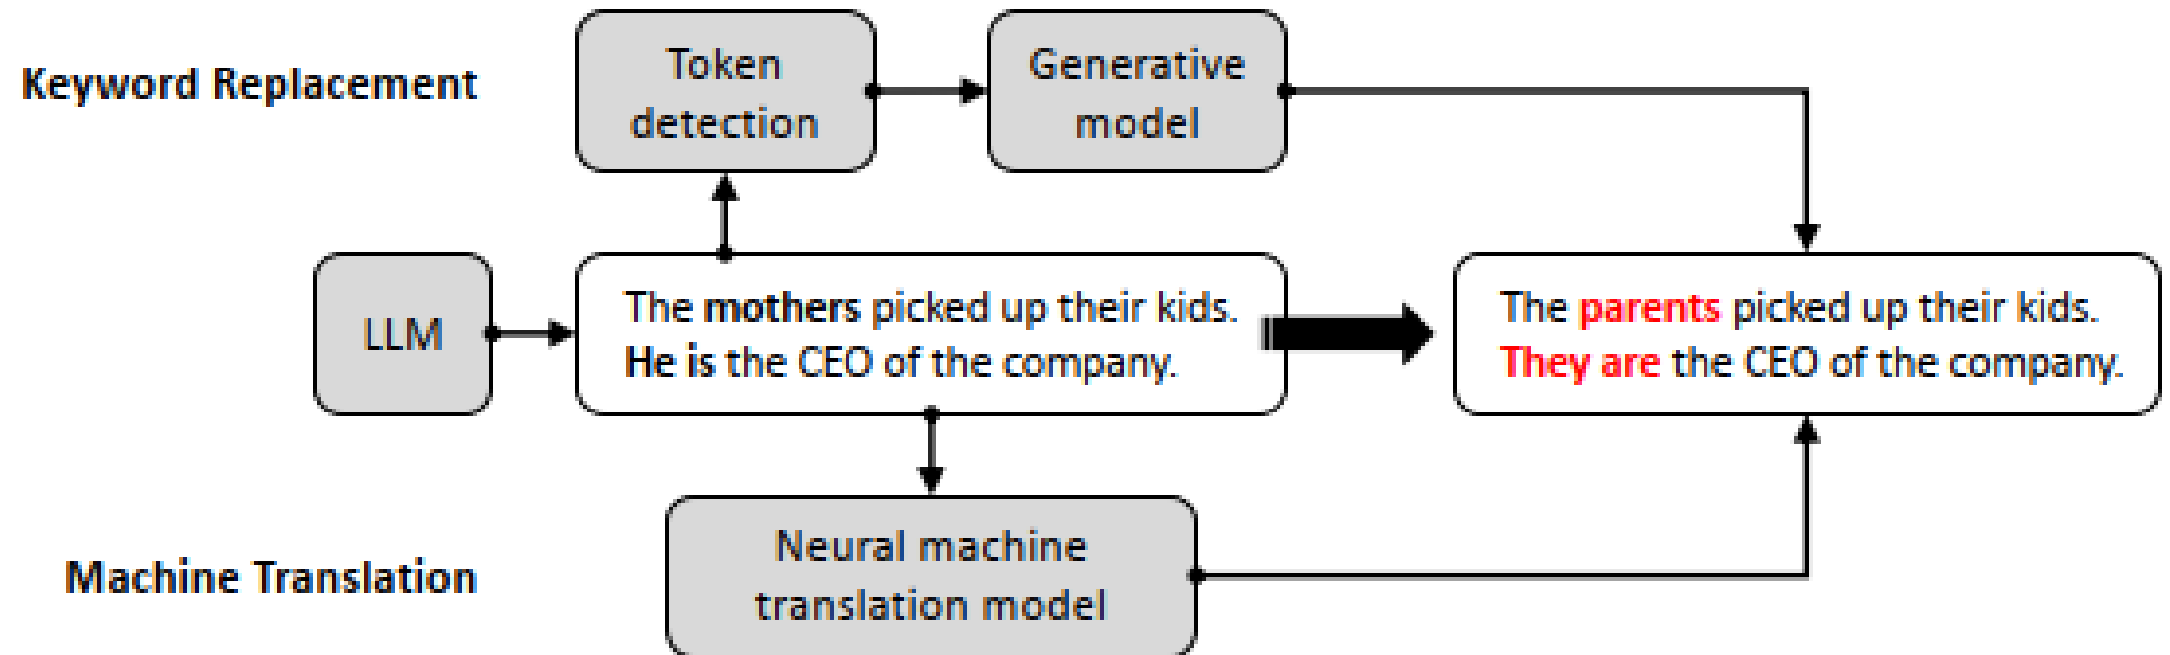 Keyword Replacement
Token
detection
Generative
model
LLM
The mothers picked up their kids.
He is the CEO of the company.
The parents picked up their kids.
They are the CEO of the company.
Machine Translation
Neural machine
translation model